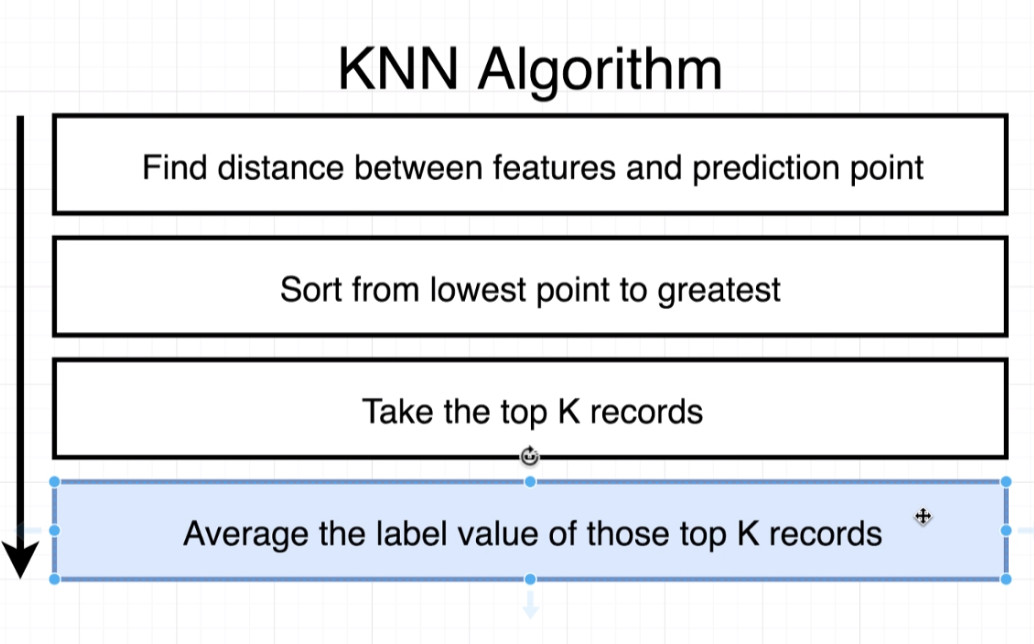 KNN Algorithm
Find distance between features and prediction point
Sort from lowest point to greatest
Take the top K records
Average the label value of those top K records